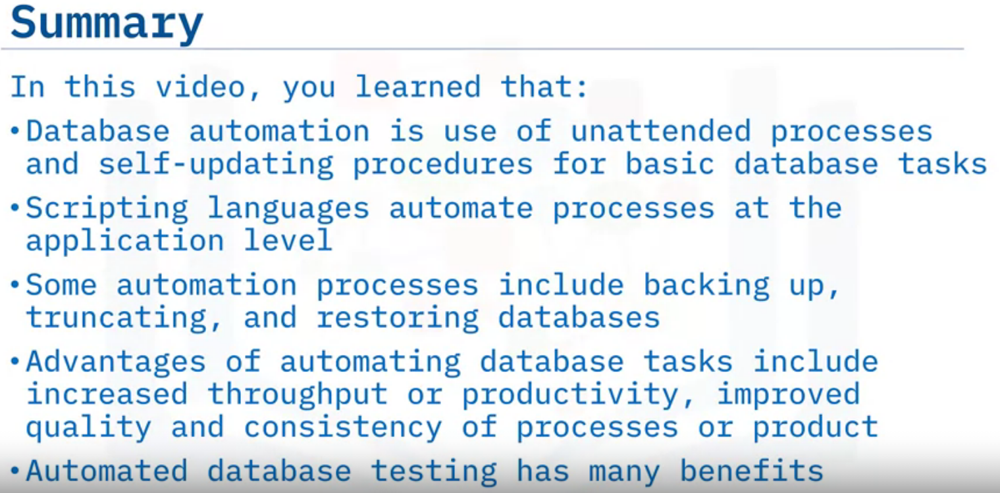 Summary
In this video, you learned that:
•Database automation is use of unattended processes
and self-updating procedures for basic database tasks
•Scripting languages automate processes at the
application level
•Some automation processes include backing up,
truncating, and restoring databases
•Advantages of automating database tasks include
increased throughput or productivity, improved
quality and consistency of processes or product
•Automated database testing has many benefits